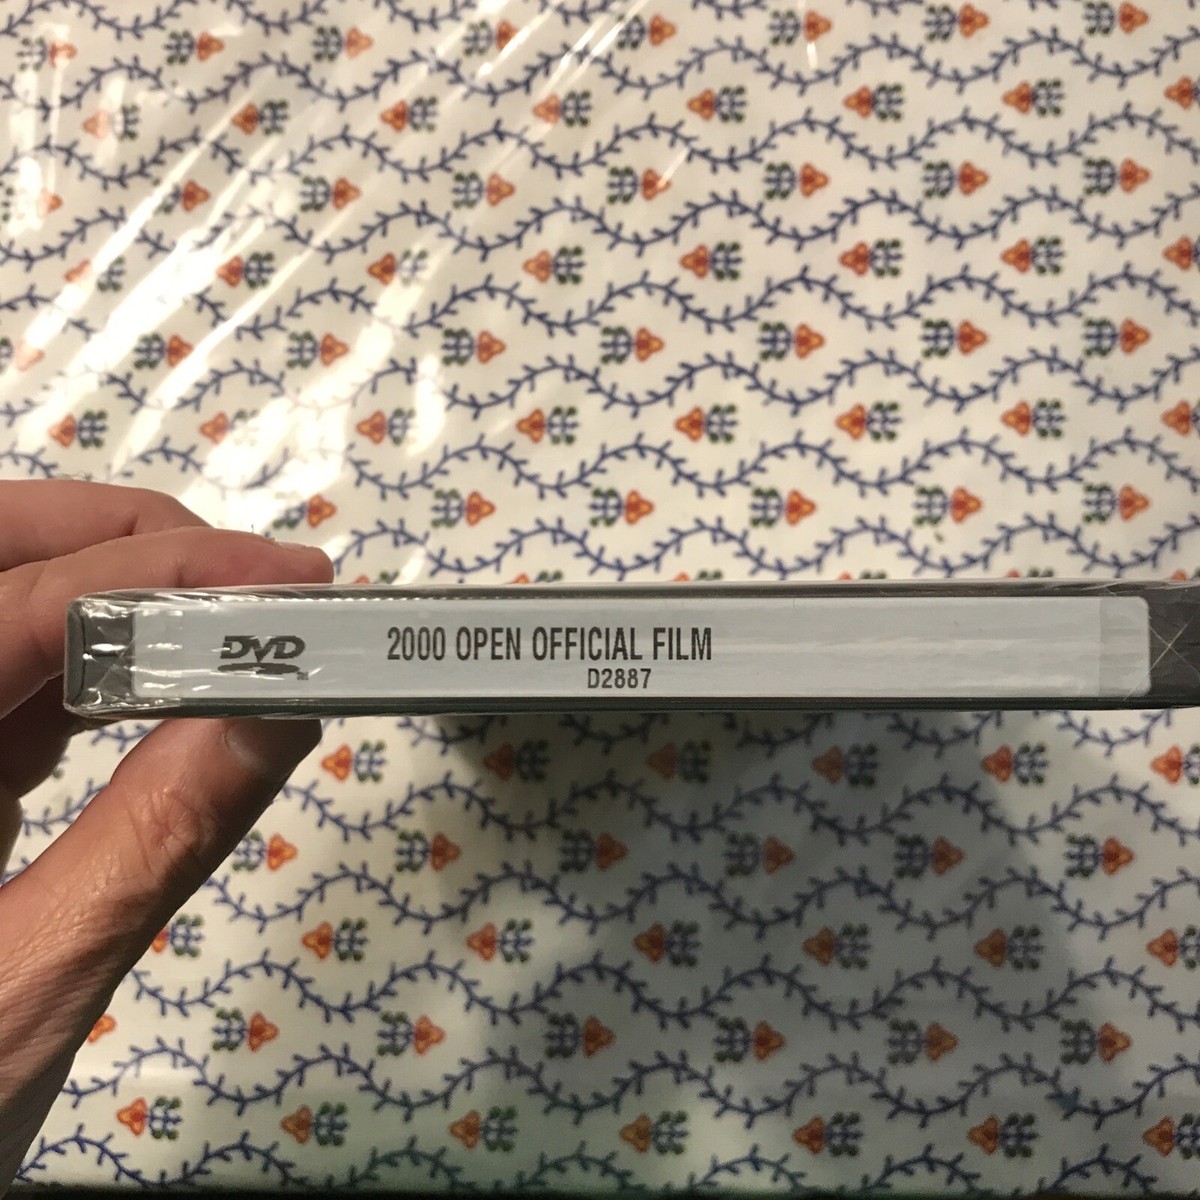 DVD
2000 OPEN OFFICIAL FILM
D2887